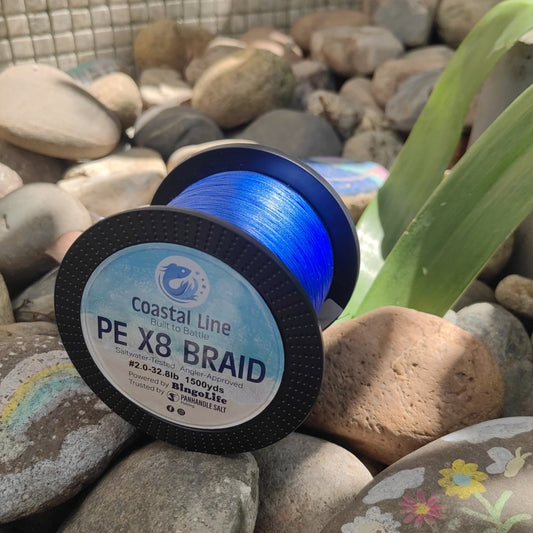 Coastal Line
Built to Battle
PE X8 BRAID
Saltwater-Tested Angler-Approved
#2.0-32.8lb 1500yds
Powered by BingoLife
Trusted by PANHANDLE SALT